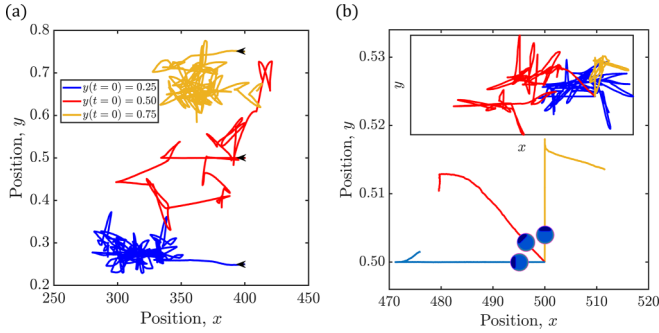 (a)
0.8
0.7
0.6
0.5
0.4
0.3
0.2
Position, y
y(t = 0) = 0.25
y(t = 0) = 0.50
y(t = 0) = 0.75
250 300 350 400 450
Position, x
(b)
0.53
0.52
0.51
0.50
Position, y
y
x
470 480 490 500 510 520
Position, x